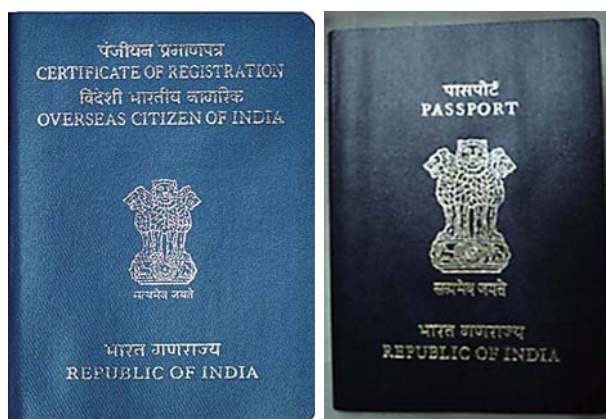 पंजीयन प्रमाणपत्र
CERTIFICATE OF REGISTRATION
विदेशी भारतीय नागरिक
OVERSEAS CITIZEN OF INDIA
सत्यमेव जयते
भारत गणराज्य
REPUBLIC OF INDIA
पासपोर्ट
PASSPORT
सत्यमेव जयते
भारत गणराज्य
REPUBLIC OF INDIA